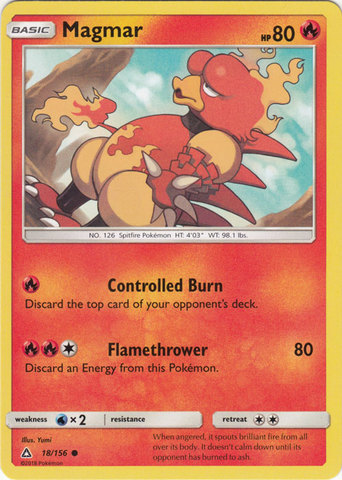 BASIC
Magmar
HP 80
NO. 126 Spitfire Pokémon HT: 4'03" WT: 98.1 lbs.
Controlled Burn
Discard the top card of your opponent's deck.
Flamethrower 80
Discard an Energy from this Pokémon.
weakness ×2 resistance retreat
Illus. Yumi
18/156
©2018 Pokémon
When angered, it spouts brilliant fire from all
over its body. It doesn't calm down until its
opponent has burned to ash.